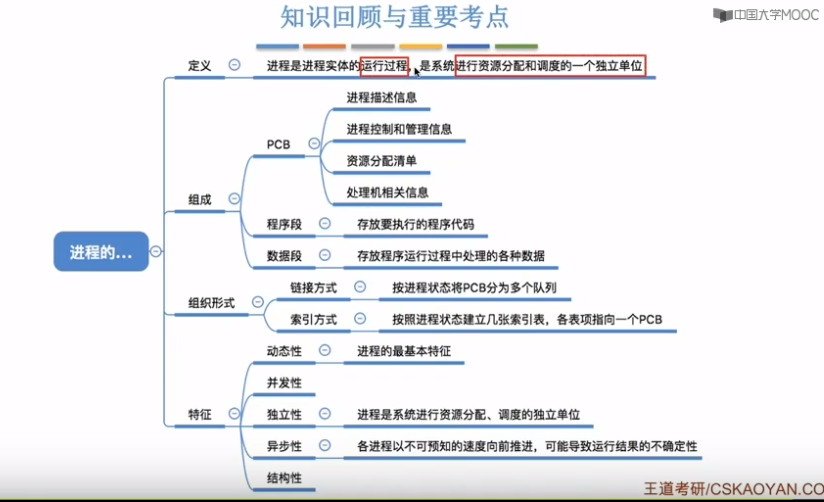 知识回顾与重要考点
中国大学MOOC
定义
进程是进程实体的运行过程，是系统进行资源分配和调度的一个独立单位
进程描述信息
进程控制和管理信息
PCB
资源分配清单
处理机相关信息
组成
程序段
存放要执行的程序代码
数据段
存放程序运行过程中处理的各种数据
进程的...
链接方式
按进程状态将PCB分为多个队列
组织形式
索引方式
按照进程状态建立几张索引表，各表项指向一个PCB
动态性
进程的最基本特征
并发性
特征
独立性
进程是系统进行资源分配、调度的独立单位
异步性
各进程以不可预知的速度向前推进，可能导致运行结果的不确定性
结构性
王道考研/CSKAOYAN.CO